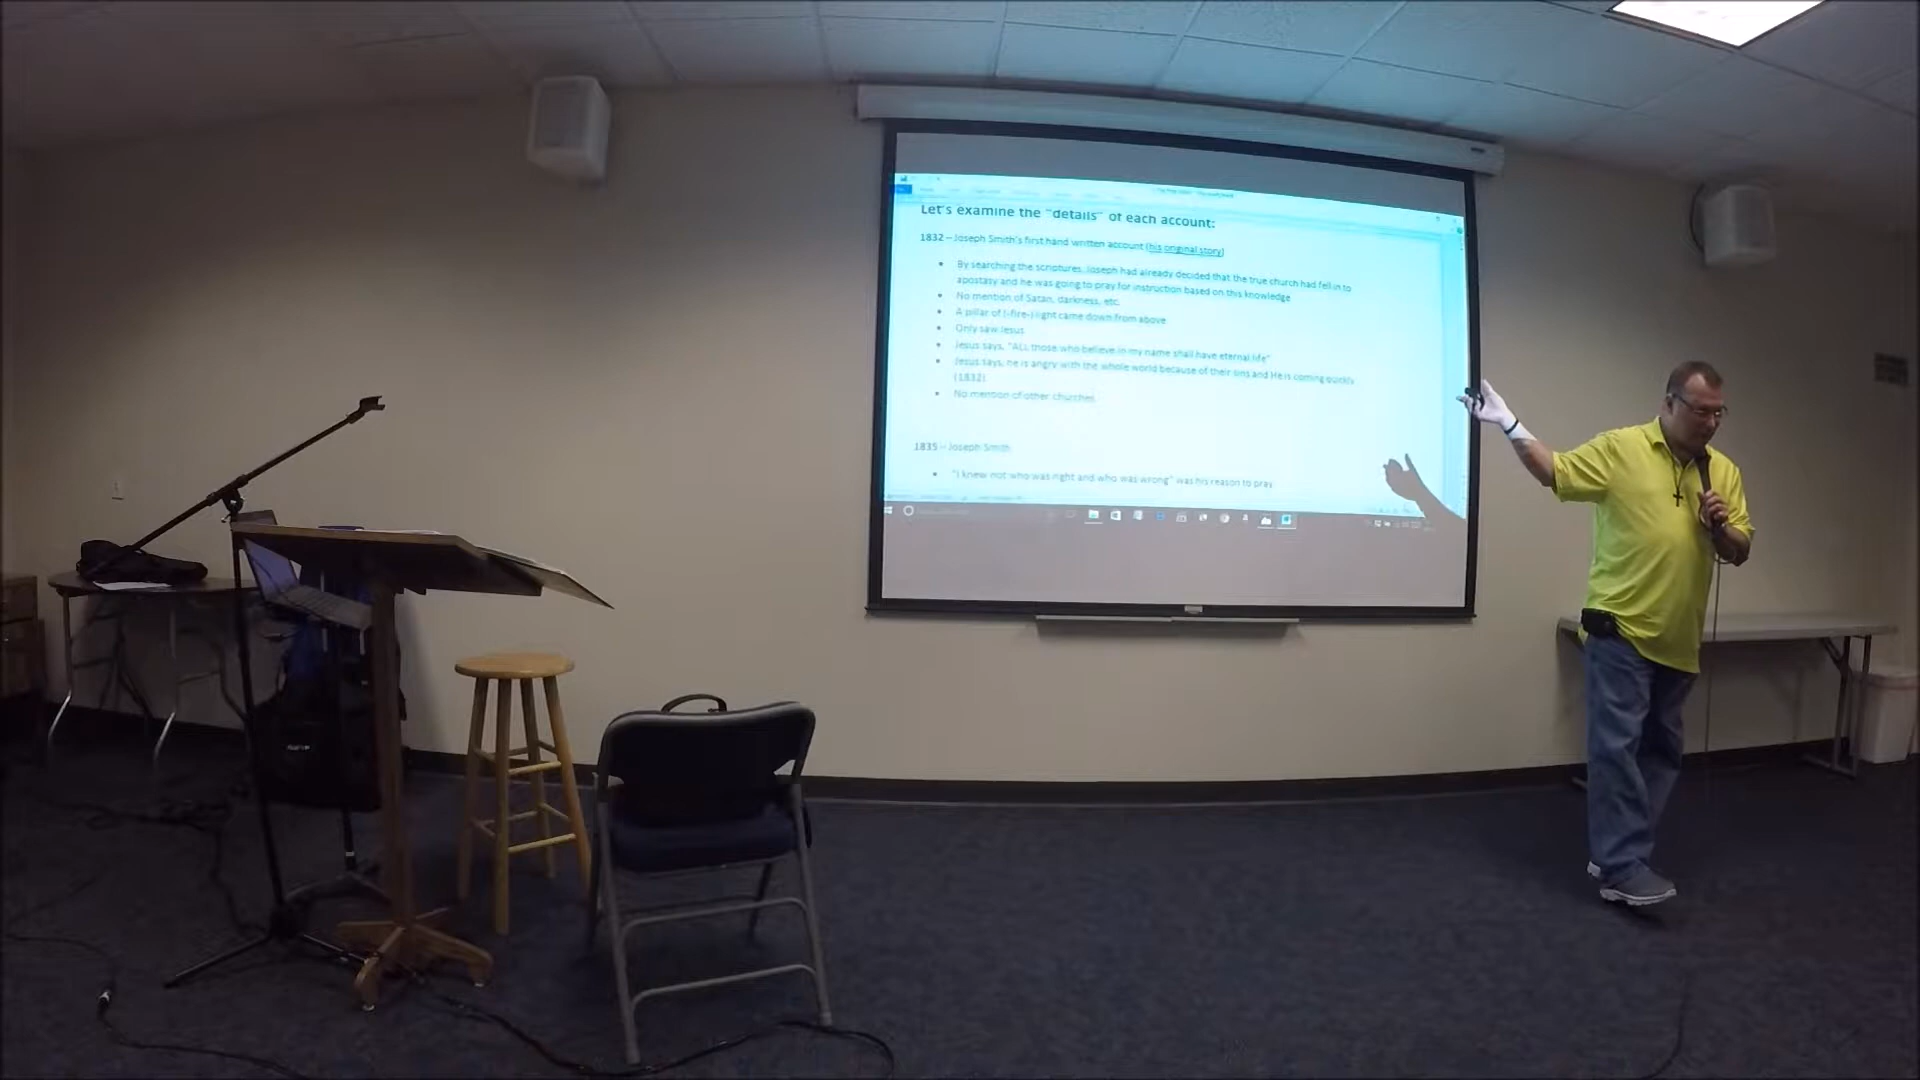 Let's examine the "details" of each account:
1832 – Joseph Smith's first hand written account (his original story)
• By searching the scriptures, Joseph had already decided that the true church had fell in to
apostasy and he was going to pray for instruction based on this knowledge
• No mention of Satan, darkness, etc.
• A pillar of (-fire-) light came down from above
• Only saw Jesus
• Jesus says, "ALL those who believe in my name shall have eternal life"
• Jesus says, he is angry with the whole world because of their sins and He is coming quickly
(1832)
• No mention of other churches.
1835 – Joseph Smith
• "I knew not who was right and who was wrong" was his reason to pray